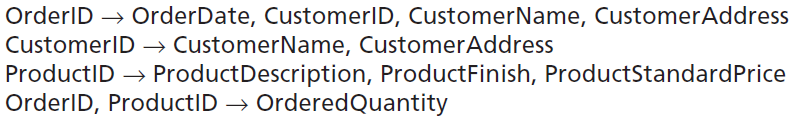 OrderID → OrderDate, CustomerID, CustomerName, CustomerAddress
CustomerID → CustomerName, CustomerAddress
ProductID → ProductDescription, ProductFinish, ProductStandardPrice
OrderID, ProductID → OrderedQuantity